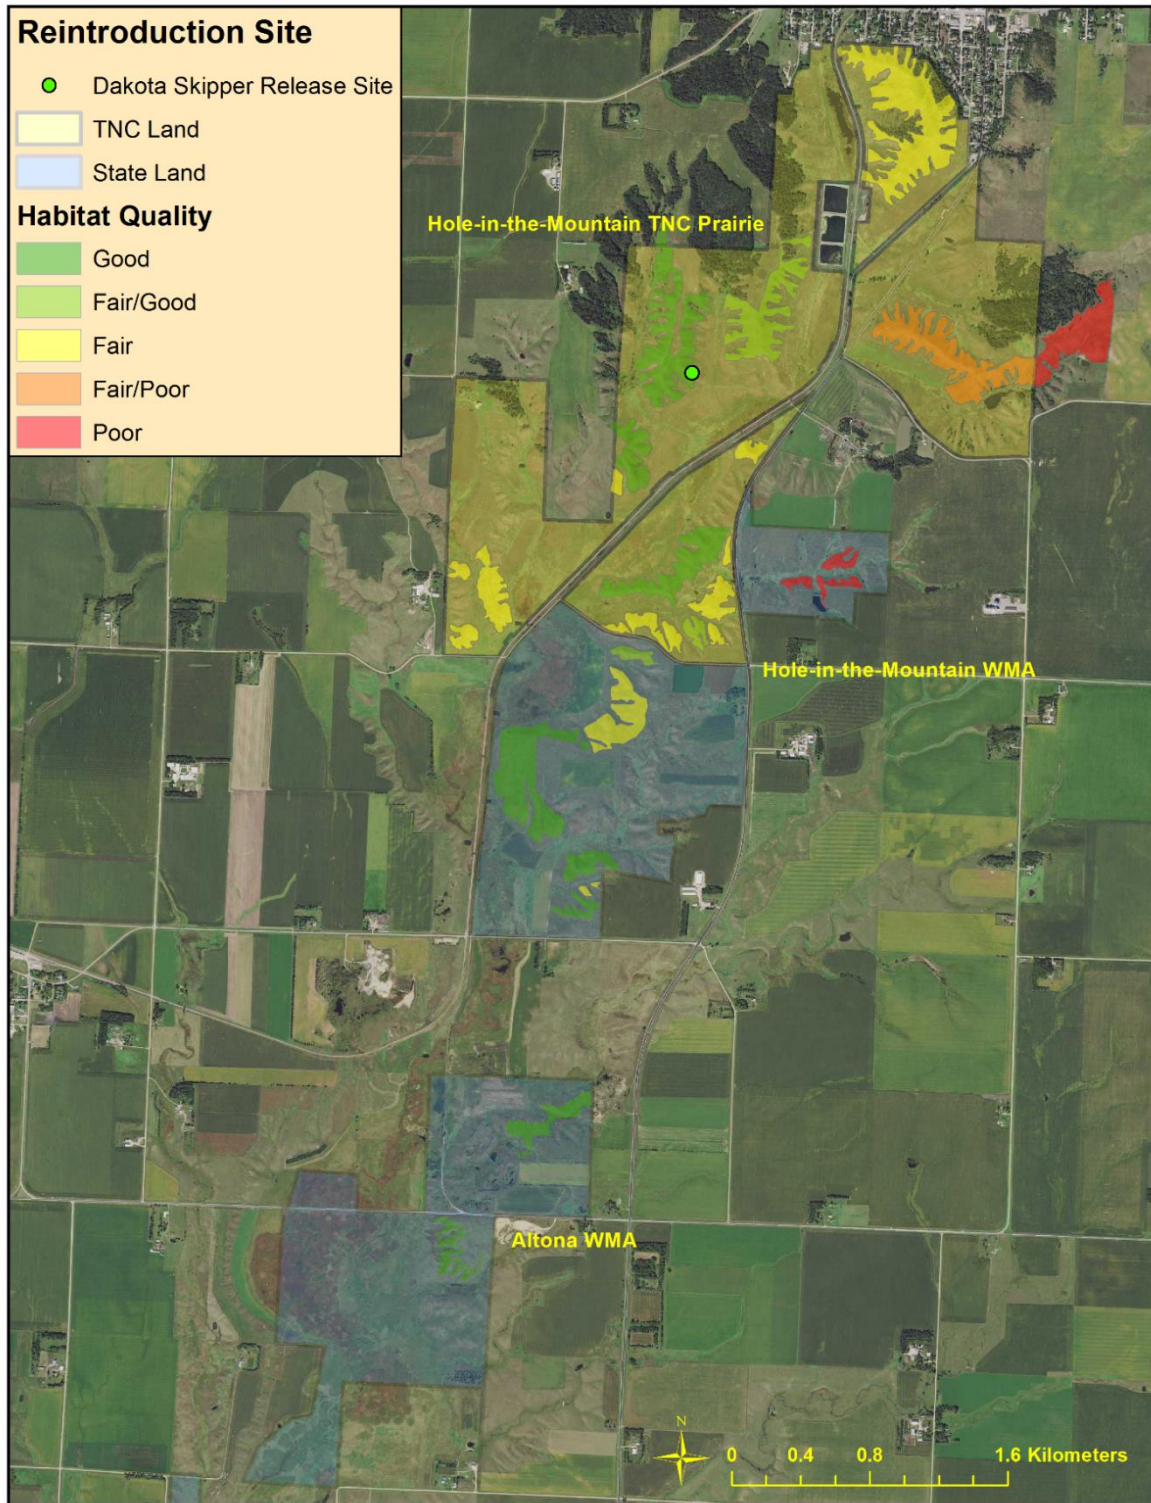 Reintroduction Site
Dakota Skipper Release Site
TNC Land
State Land
Habitat Quality
Good
Fair/Good
Fair
Fair/Poor
Poor
Hole-in-the-Mountain TNC Prairie
Hole-in-the-Mountain WMA
Altona WMA
N
0 0.4 0.8 1.6 Kilometers